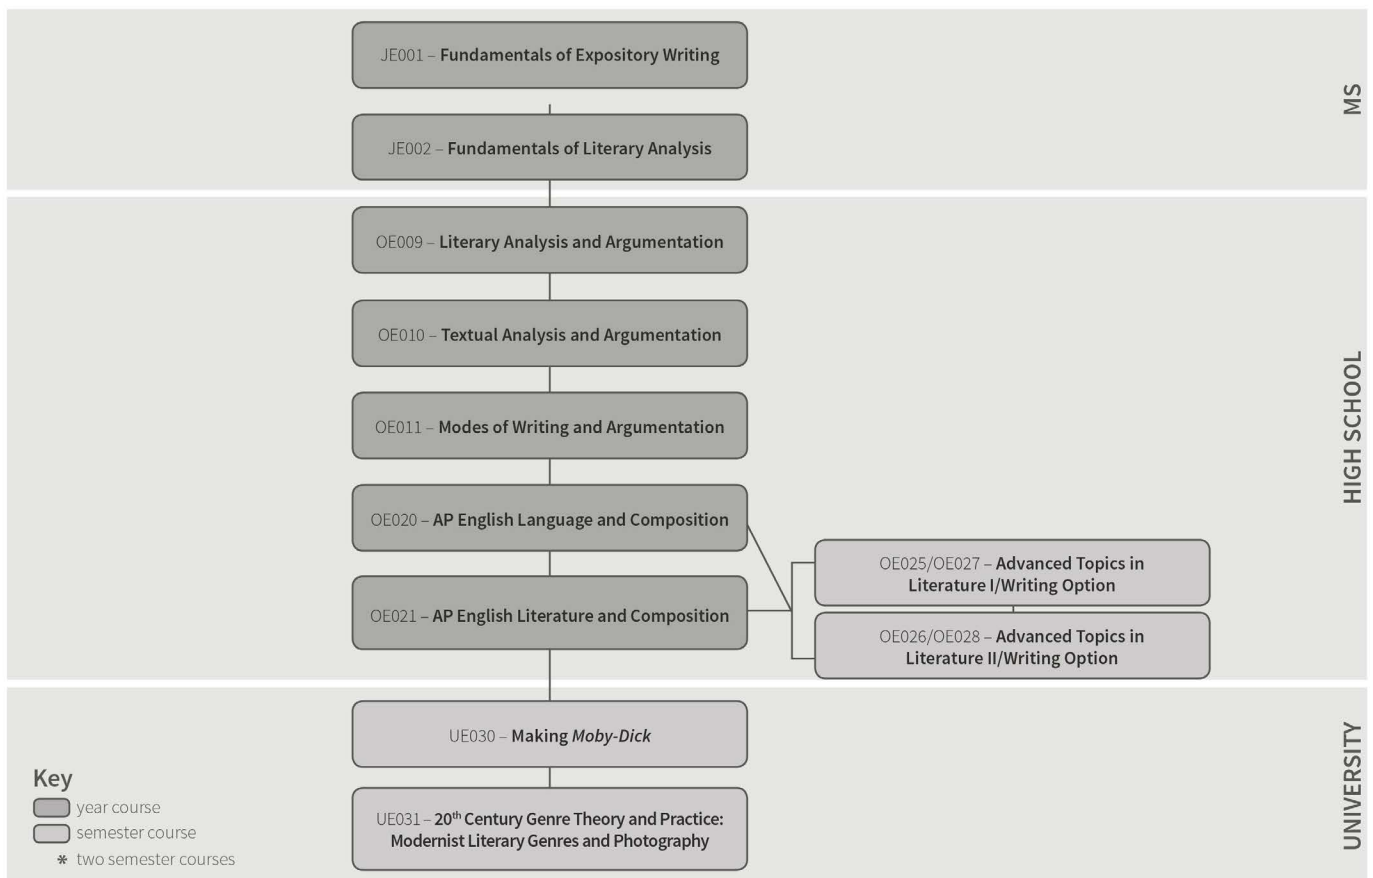 JE001 – Fundamentals of Expository Writing
MS
JE002 – Fundamentals of Literary Analysis
OE009 – Literary Analysis and Argumentation
OE010 – Textual Analysis and Argumentation
OE011 – Modes of Writing and Argumentation
HIGH SCHOOL
OE020 – AP English Language and Composition
OE025/OE027 – Advanced Topics in
Literature I/Writing Option
OE021 – AP English Literature and Composition
OE026/OE028 – Advanced Topics in
Literature II/Writing Option
UE030 – Making Moby-Dick
UNIVERSITY
UE031 – 20th Century Genre Theory and Practice:
Modernist Literary Genres and Photography
Key
year course
semester course
* two semester courses